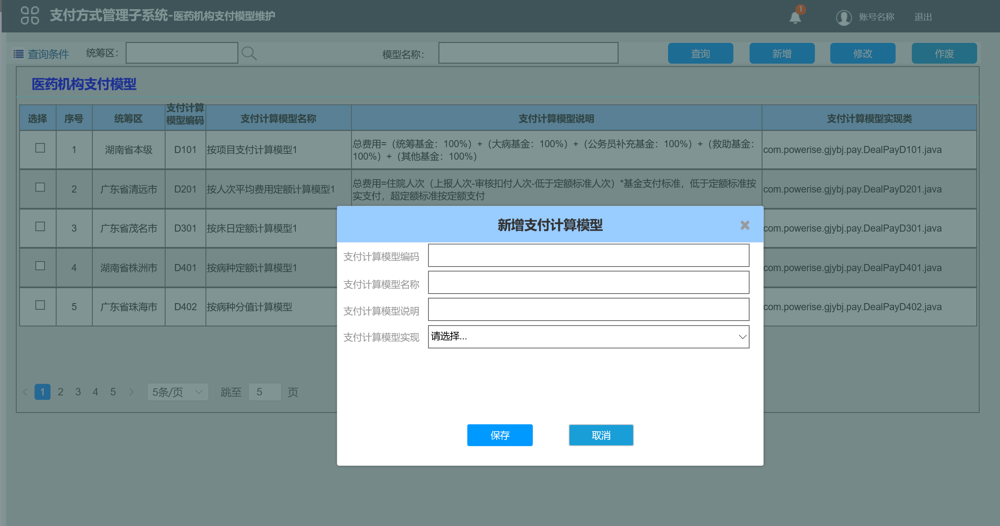 支付方式管理子系统-医药机构支付模型维护
1
账号名称
退出
查询条件
统筹区：
模型名称：
查询
新增
修改
作废
医药机构支付模型
选择
序号
统筹区
支付计算
模型编码
支付计算模型名称
支付计算模型说明
支付计算模型实现类
1
湖南省本级
D101
按项目支付计算模型1
总费用=（统筹基金：100%）+（大病基金：100%）+（公务员补充基金：100%）+（救助基金：
100%）+（其他基金：100%）
com.powerise.gjybj.pay.DealPayD101.java
2
广东省清远市
D201
按人次平均费用定额计算模型1
总费用=住院人次（上报人次-审核扣付人次-低于定额标准人次）*基金支付标准，低于定额标准按
实支付，超定额标准按定额支付
com.powerise.gjybj.pay.DealPayD201.java
3
广东省茂名市
D301
按床日定额计算模型1
com.powerise.gjybj.pay.DealPayD301.java
4
湖南省株洲市
D401
按病种定额计算模型1
com.powerise.gjybj.pay.DealPayD401.java
5
广东省珠海市
D402
按病种分值计算模型
com.powerise.gjybj.pay.DealPayD402.java
新增支付计算模型
支付计算模型编码
支付计算模型名称
支付计算模型说明
支付计算模型实现
请选择...
保存
取消
1 2 3 4 5
5条/页
跳至 5 页